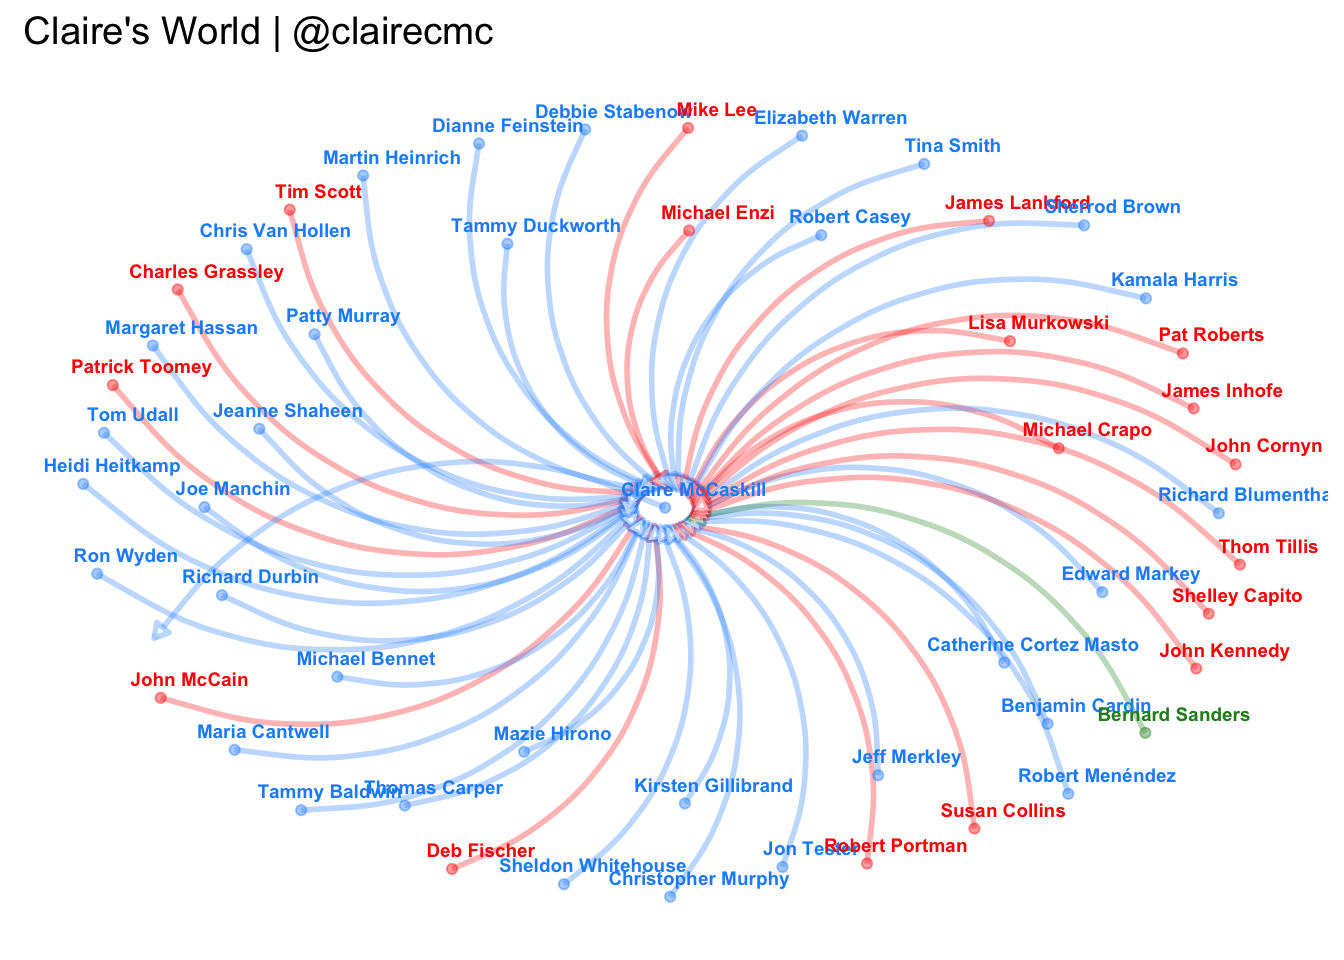 Claire's World | @clairecmc
Debbie Stabenow
Mike Lee
Elizabeth Warren
Dianne Feinstein
Tina Smith
Martin Heinrich
Tim Scott
James Lankford
Sherrod Brown
Michael Enzi
Robert Casey
Tammy Duckworth
Chris Van Hollen
Charles Grassley
Kamala Harris
Patty Murray
Lisa Murkowski
Margaret Hassan
Pat Roberts
Patrick Toomey
James Inhofe
Tom Udall
Jeanne Shaheen
Michael Crapo
John Cornyn
Heidi Heitkamp
Joe Manchin
Claire McCaskill
Richard Blumentha
Thom Tillis
Ron Wyden
Richard Durbin
Edward Markey
Shelley Capito
Catherine Cortez Masto
John Kennedy
Michael Bennet
John McCain
Benjamin Cardin
Bernard Sanders
Maria Cantwell
Mazie Hirono
Jeff Merkley
Robert Menéndez
Kirsten Gillibrand
Tammy Baldwin
Thomas Carper
Susan Collins
Deb Fischer
Jon Tester
Robert Portman
Sheldon Whitehouse
Christopher Murphy